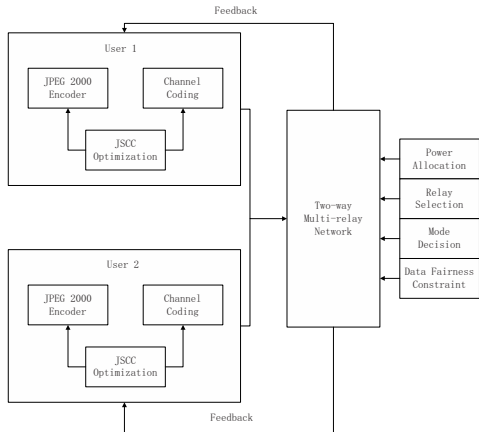 Feedback
User 1
JPEG 2000
Encoder
Channel
Coding
JSCC
Optimization
Two-way
Multi-relay
Network
Power
Allocation
Relay
Selection
Mode
Decision
Data Fairness
Constraint
User 2
JPEG 2000
Encoder
Channel
Coding
JSCC
Optimization
Feedback